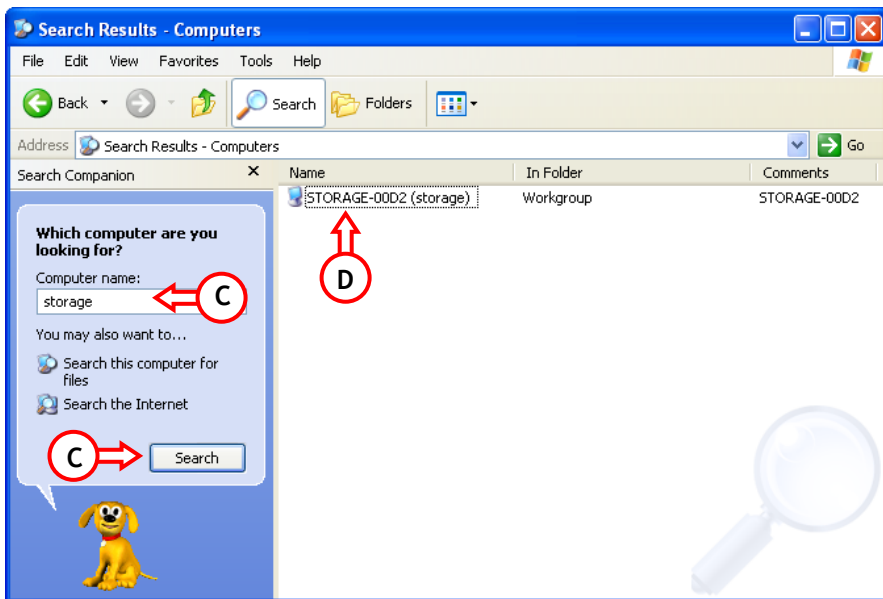 Search Results - Computers
File Edit View Favorites Tools Help
Back Search Folders
Address Search Results - Computers Go
Search Companion
Which computer are you
looking for?
Computer name:
storage
C
You may also want to...
Search this computer for
files
Search the Internet
C
Search
Name In Folder Comments
STORAGE-00D2 (storage) Workgroup STORAGE-00D2
D